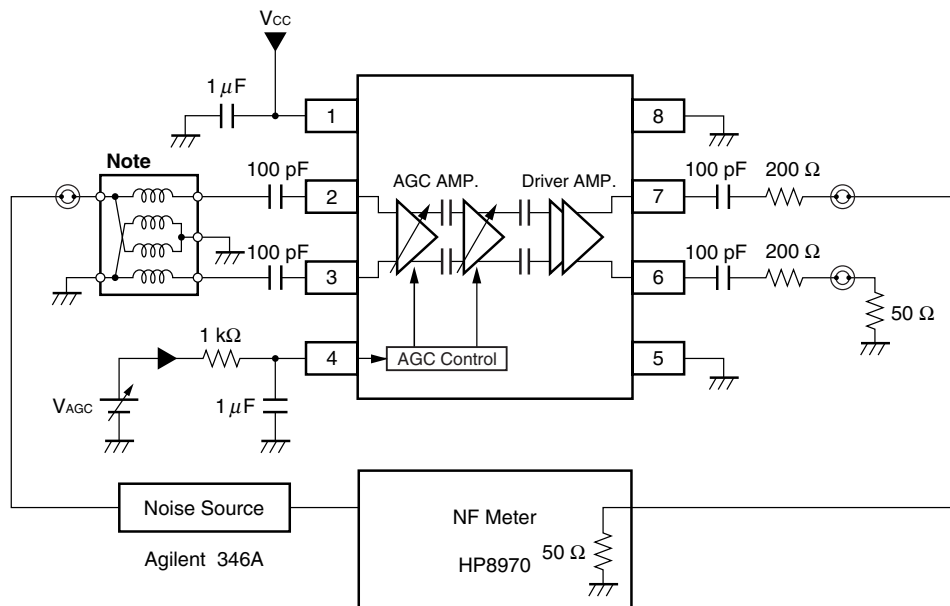 VCC
1 μF
1
8
Note
100 pF
2
AGC AMP.
Driver AMP.
7
100 pF
200 Ω
100 pF
3
6
100 pF
200 Ω
50 Ω
1 kΩ
4
AGC Control
5
VAGC
1 μF
Noise Source
Agilent 346A
NF Meter
HP8970
50 Ω